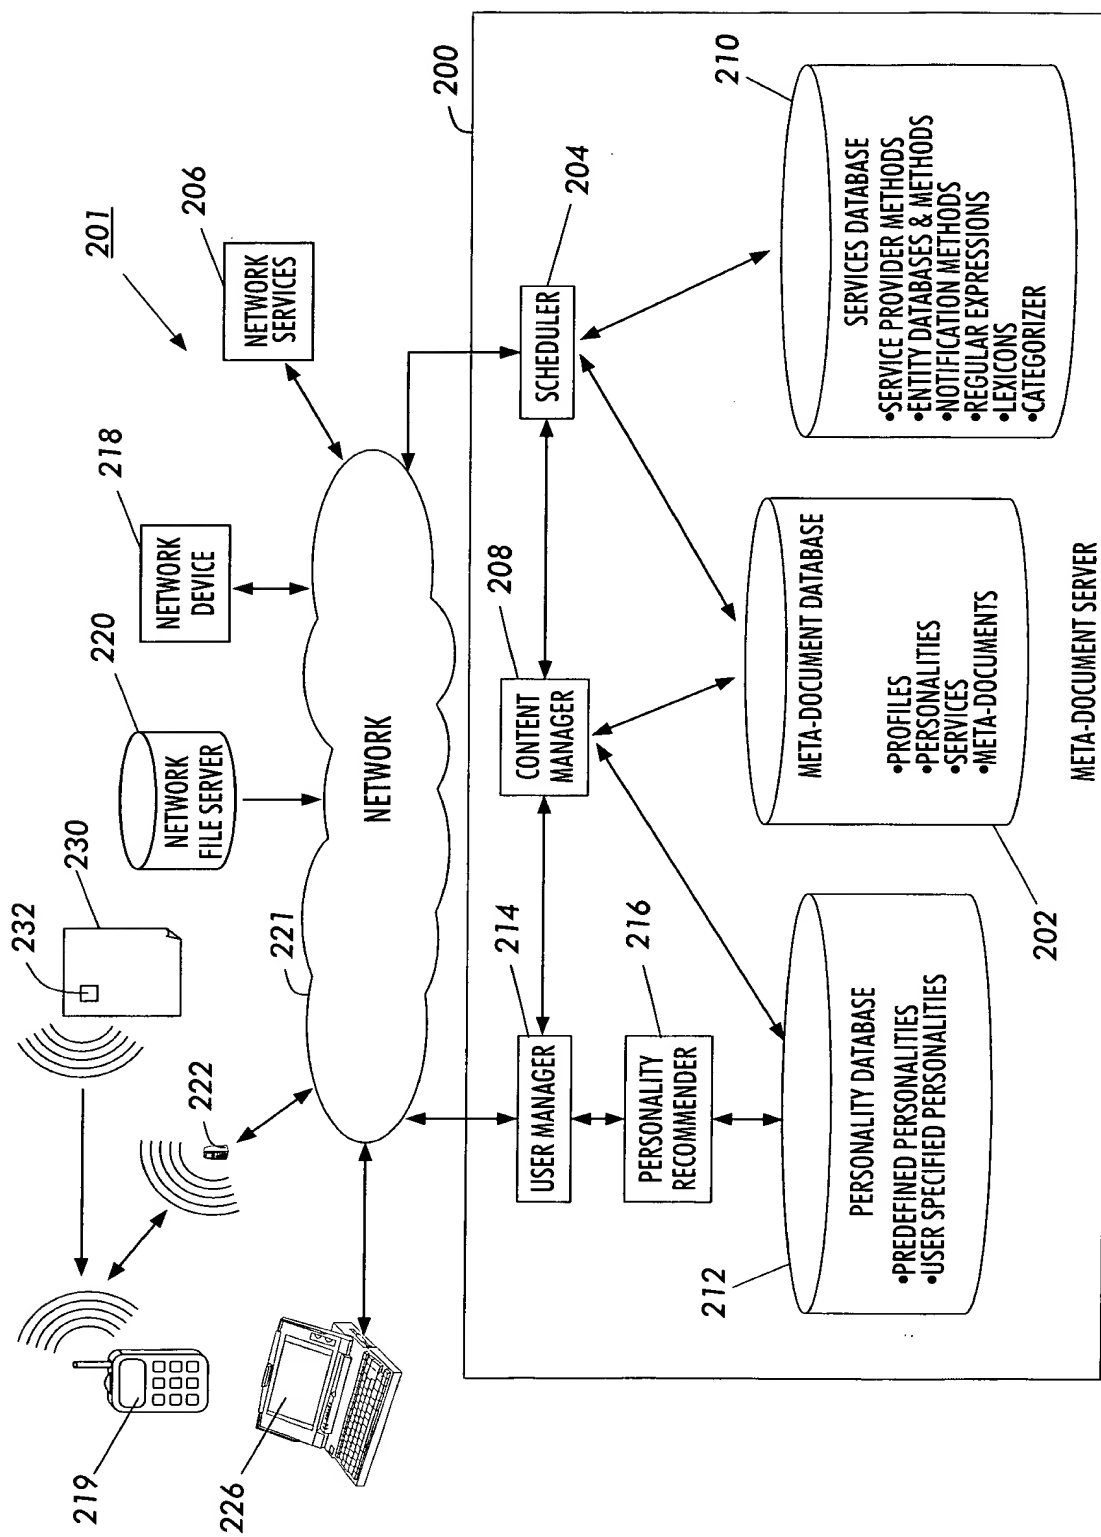 232
219
230
220
218
201
NETWORK
FILE SERVER
NETWORK
DEVICE
206
222
226
NETWORK
SERVICES
221
NETWORK
200
214
208
204
USER MANAGER
CONTENT
MANAGER
SCHEDULER
216
PERSONALITY
RECOMMENDER
212
210
PERSONALITY DATABASE
•PREDEFINED PERSONALITIES
•USER SPECIFIED PERSONALITIES
META-DOCUMENT DATABASE
•PROFILES
•PERSONALITIES
•SERVICES
•META-DOCUMENTS
SERVICES DATABASE
•SERVICE PROVIDER METHODS
•ENTITY DATABASES & METHODS
•NOTIFICATION METHODS
•REGULAR EXPRESSIONS
•LEXICONS
•CATEGORIZER
202
META-DOCUMENT SERVER